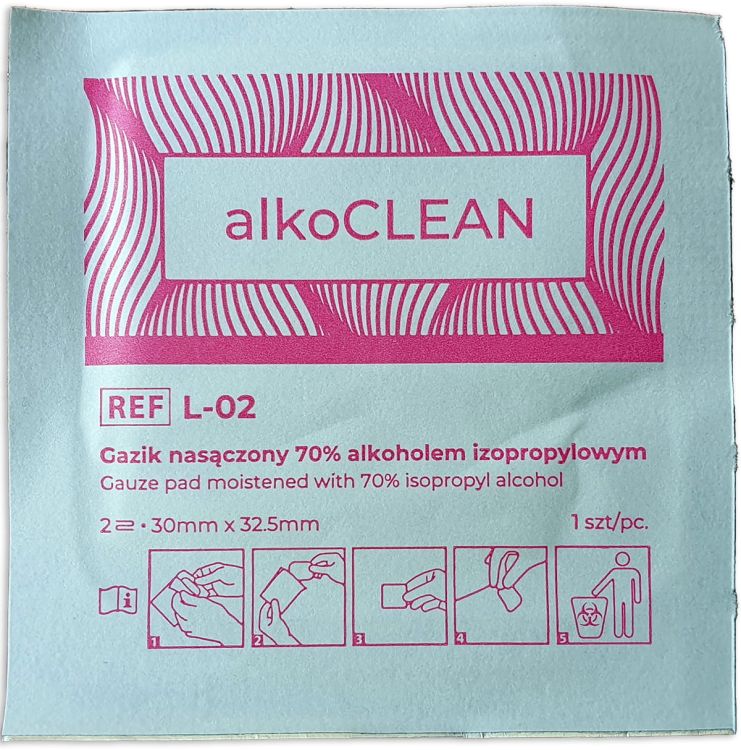 alkoCLEAN
REF L-02
Gazik nasączony 70% alkoholem izopropylowym
Gauze pad moistened with 70% isopropyl alcohol
2 • 30mm x 32.5mm 1 szt/pc.
i
1 2 3 4 5